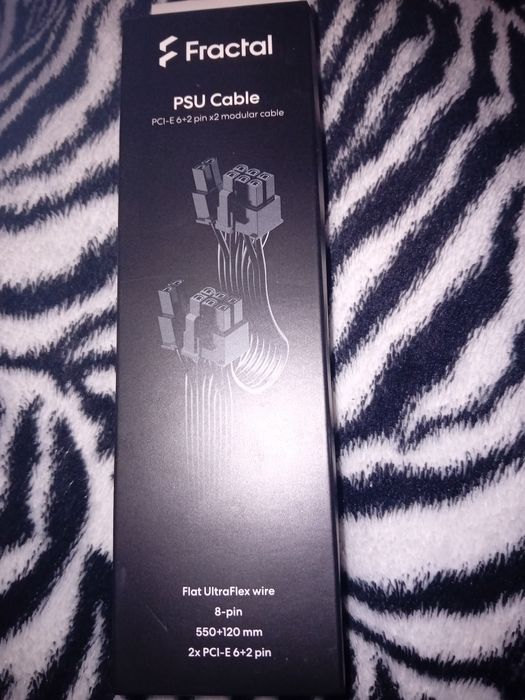 Fractal
PSU Cable
PCI-E 6+2 pin x2 modular cable
Flat UltraFlex wire
8-pin
550+120 mm
2x PCI-E 6+2 pin